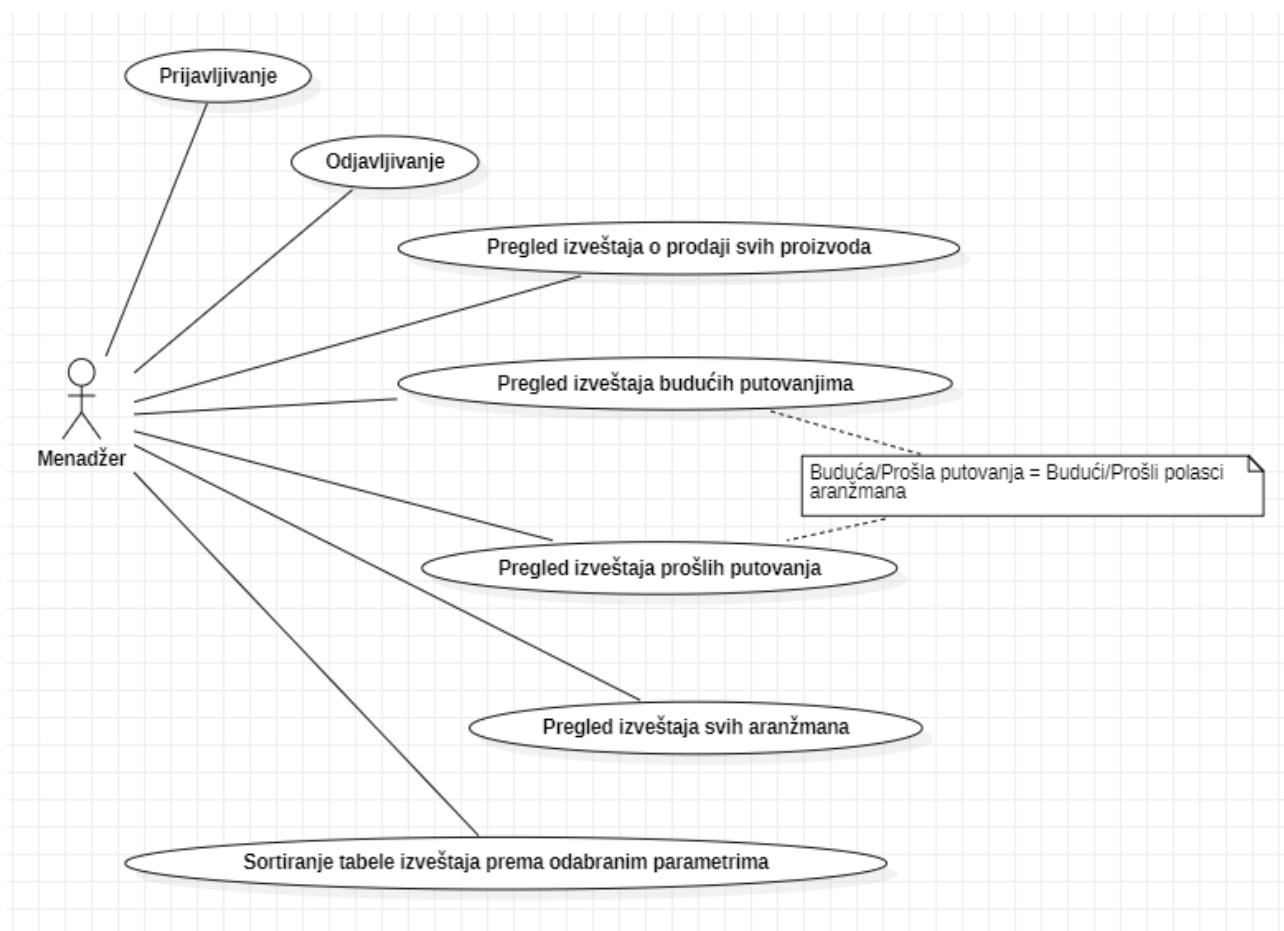 Prijavljivanje
Odjavljivanje
Pregled izveštaja o prodaji svih proizvoda
Pregled izveštaja budućih putovanjima
Menadžer
Buduća/Prošla putovanja = Budući/Prošli polasci
aranžmana
Pregled izveštaja prošlih putovanja
Pregled izveštaja svih aranžmana
Sortiranje tabele izveštaja prema odabranim parametrima